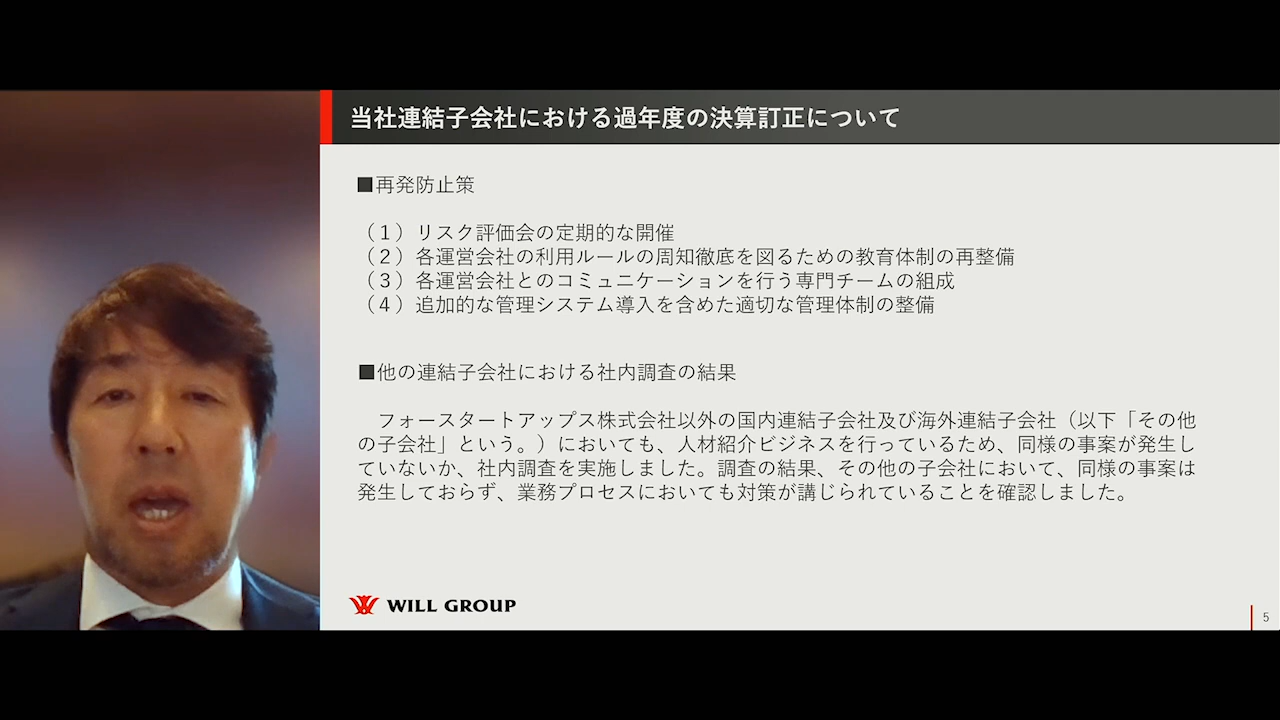 当社連結子会社における過年度の決算訂正について
■再発防止策
（１）リスク評価会の定期的な開催
（２）各運営会社の利用ルールの周知徹底を図るための教育体制の再整備
（３）各運営会社とのコミュニケーションを行う専門チームの組成
（４）追加的な管理システム導入を含めた適切な管理体制の整備
■他の連結子会社における社内調査の結果
フォースタートアップス株式会社以外の国内連結子会社及び海外連結子会社（以下「その他
の子会社」という。）においても、人材紹介ビジネスを行っているため、同様の事案が発生し
ていないか、社内調査を実施しました。調査の結果、その他の子会社において、同様の事案は
発生しておらず、業務プロセスにおいても対策が講じられていることを確認しました。
WILL GROUP
5